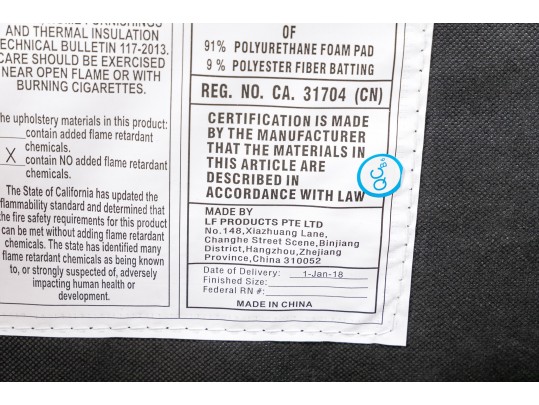 HOME FURNISHINGS
AND THERMAL INSULATION
TECHNICAL BULLETIN 117-2013.
CARE SHOULD BE EXERCISED
NEAR OPEN FLAME OR WITH
BURNING CIGARETTES.
The upholstery materials in this product:
contain added flame retardant
chemicals.
X contain NO added flame retardant
chemicals.
The State of California has updated the
flammability standard and determined that
the fire safety requirements for this product
can be met without adding flame retardant
chemicals. The state has identified many
flame retardant chemicals as being known
to, or strongly suspected of, adversely
impacting human health or
development.
OF
91% POLYURETHANE FOAM PAD
9 % POLYESTER FIBER BATTING
REG. NO. CA. 31704 (CN)
CERTIFICATION IS MADE
BY THE MANUFACTURER
THAT THE MATERIALS IN
THIS ARTICLE ARE
DESCRIBED IN
ACCORDANCE WITH LAW
MADE BY
LF PRODUCTS PTE LTD
No.148,Xiazhuang Lane,
Changhe Street Scene,Binjiang
District,Hangzhou,Zhejiang
Province,China 310052
Date of Delivery: 1-Jan-18
Finished Size:
Federal RN #:
MADE IN CHINA